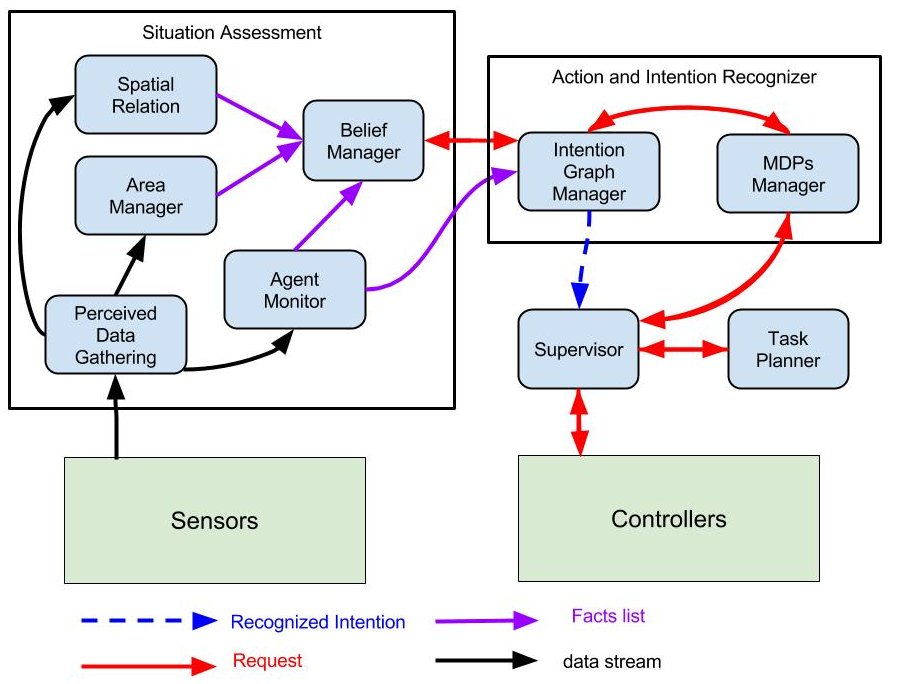 Situation Assessment
Spatial
Relation
Belief
Manager
Area
Manager
Agent
Monitor
Perceived
Data
Gathering
Action and Intention Recognizer
Intention
Graph
Manager
MDPs
Manager
Supervisor
Task
Planner
Sensors
Controllers
Recognized Intention
Facts list
Request
data stream